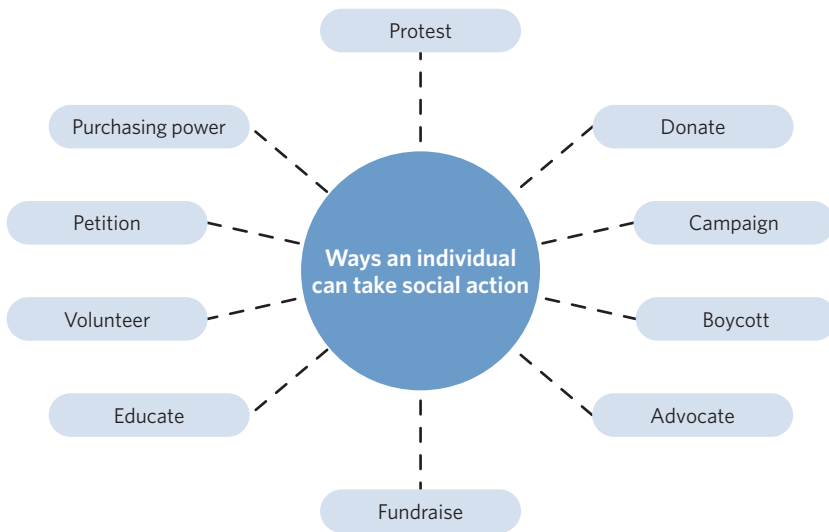 Protest
Purchasing power
Donate
Petition
Campaign
Ways an individual
can take social action
Volunteer
Boycott
Educate
Advocate
Fundraise